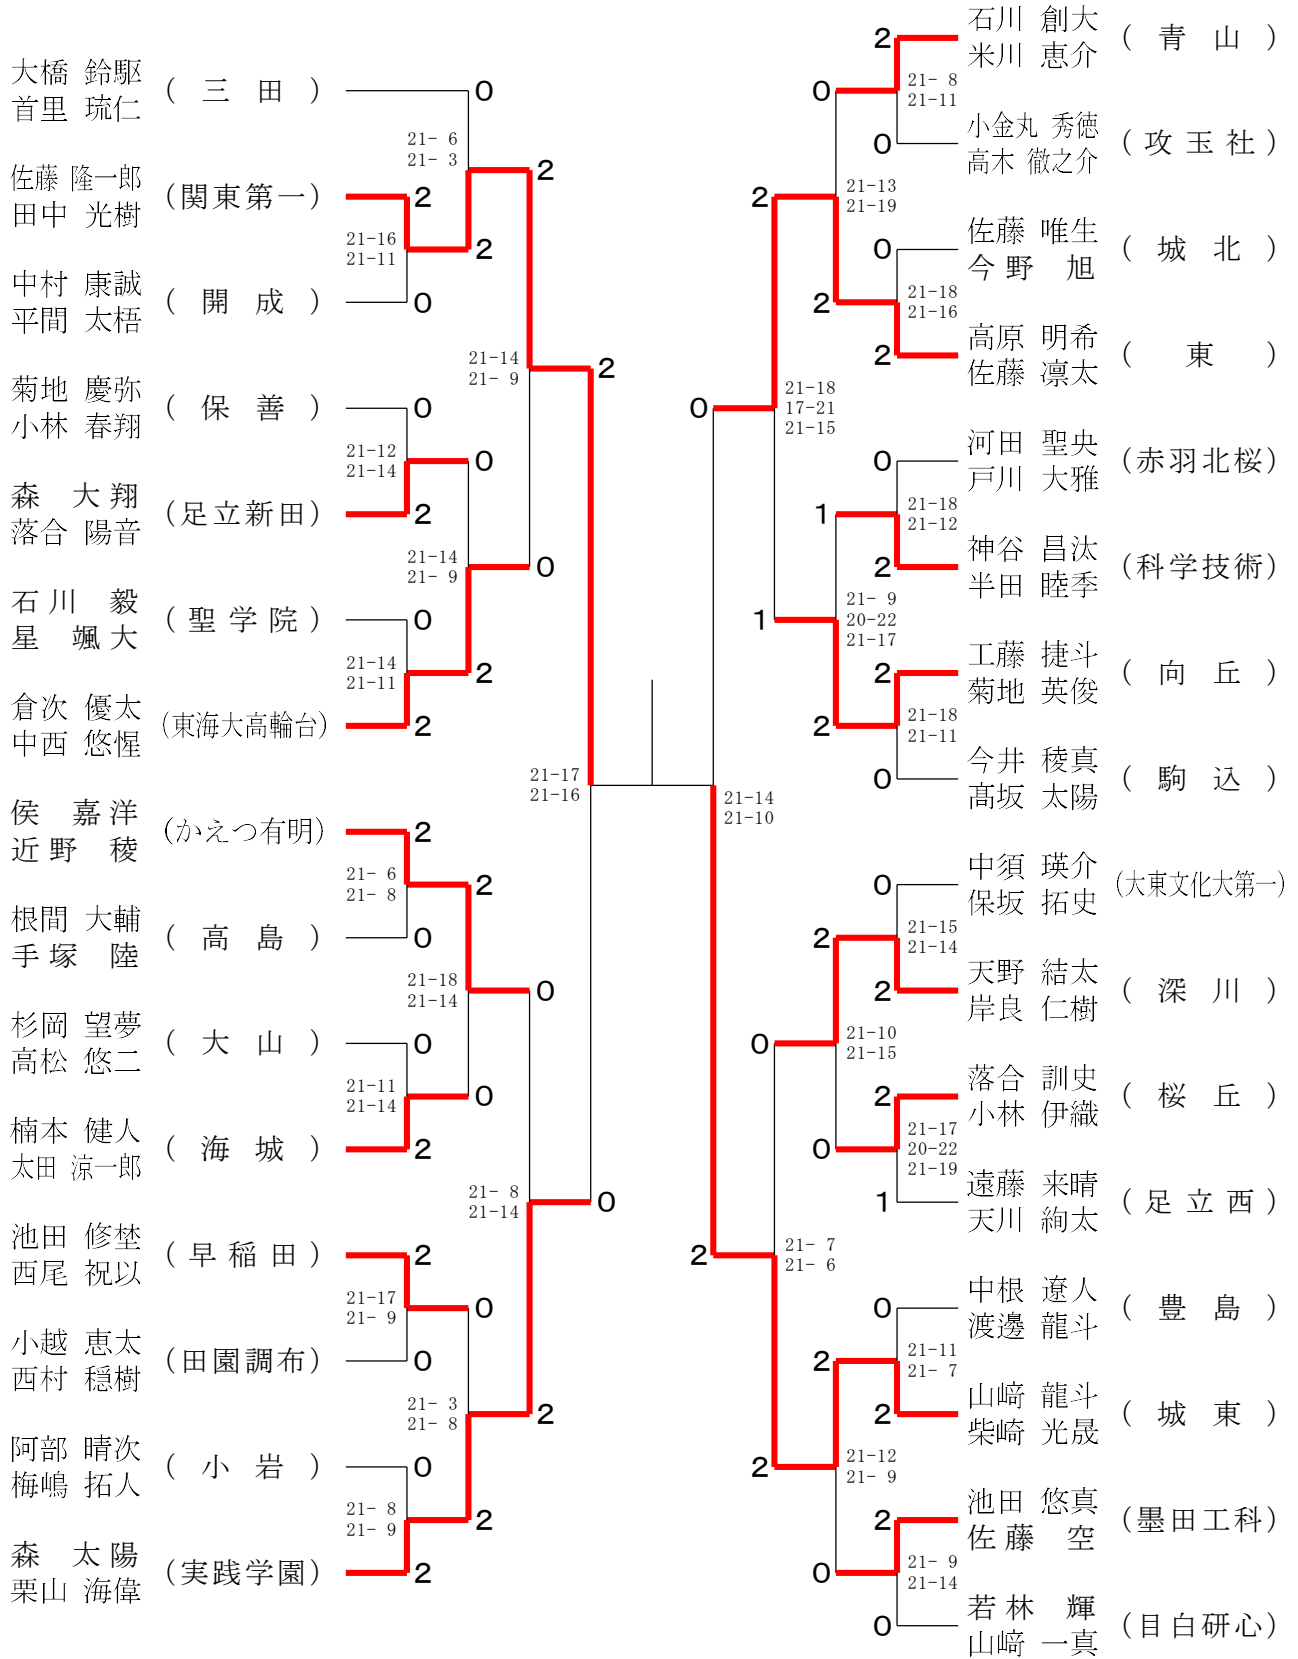 大橋 鈴駆
首里 琉仁
( 三 田 )
0
21- 6
21- 3
2
佐藤 隆一郎
田中 光樹
(関東第一)
2
21-16
21-11
2
中村 康誠
平間 太梧
( 開 成 )
0
21-14
21- 9
2
菊地 慶弥
小林 春翔
( 保 善 )
0
21-12
21-14
0
森 大翔
落合 陽音
(足立新田)
2
21-14
21- 9
0
石川 毅
星 颯大
(聖学院)
0
21-14
21-11
2
倉次 優太
中西 悠惺
(東海大高輪台)
2
21-17
21-16
侯 嘉洋
近野 稜
(かえつ有明)
2
21- 6
21- 8
2
根間 大輔
手塚 陸
( 高 島 )
0
21-18
21-14
0
杉岡 望夢
高松 悠二
( 大 山 )
0
21-11
21-14
0
楠本 健人
太田 涼一郎
( 海 城 )
2
21- 8
21-14
0
池田 修埜
西尾 祝以
(早稲田)
2
21-17
21- 9
0
小越 恵太
西村 穏樹
(田園調布)
0
21- 3
21- 8
2
阿部 晴次
梅嶋 拓人
( 小 岩 )
0
21- 8
21- 9
2
森 太陽
栗山 海偉
(実践学園)
2
石川 創大
米川 恵介
( 青 山 )
2
21- 8
21-11
0
小金丸 秀徳
高木 徹之介
(攻玉社)
0
21-13
21-19
2
佐藤 唯生
今野 旭
( 城 北 )
0
21-18
21-16
2
高原 明希
佐藤 凛太
( 東 )
2
21-18
17-21
21-15
0
河田 聖央
戸川 大雅
(赤羽北桜)
0
21-18
21-12
1
神谷 昌汰
半田 睦季
(科学技術)
2
21- 9
20-22
21-17
1
工藤 捷斗
菊地 英俊
( 向 丘 )
2
21-18
21-11
2
今井 稜真
髙坂 太陽
( 駒 込 )
0
21-14
21-10
中須 瑛介
保坂 拓史
(大東文化大第一)
0
21-15
21-14
2
天野 結太
岸良 仁樹
( 深 川 )
2
21-10
21-15
0
落合 訓史
小林 伊織
( 桜 丘 )
2
21-17
20-22
21-19
0
遠藤 来晴
天川 絢太
(足立西)
1
21- 7
21- 6
2
中根 遼人
渡邊 龍斗
( 豊 島 )
0
21-11
21- 7
2
山﨑 龍斗
柴崎 光晟
( 城 東 )
2
21-12
21- 9
2
池田 悠真
佐藤 空
(墨田工科)
2
21- 9
21-14
0
若林 輝
山﨑 一真
(目白研心)
0